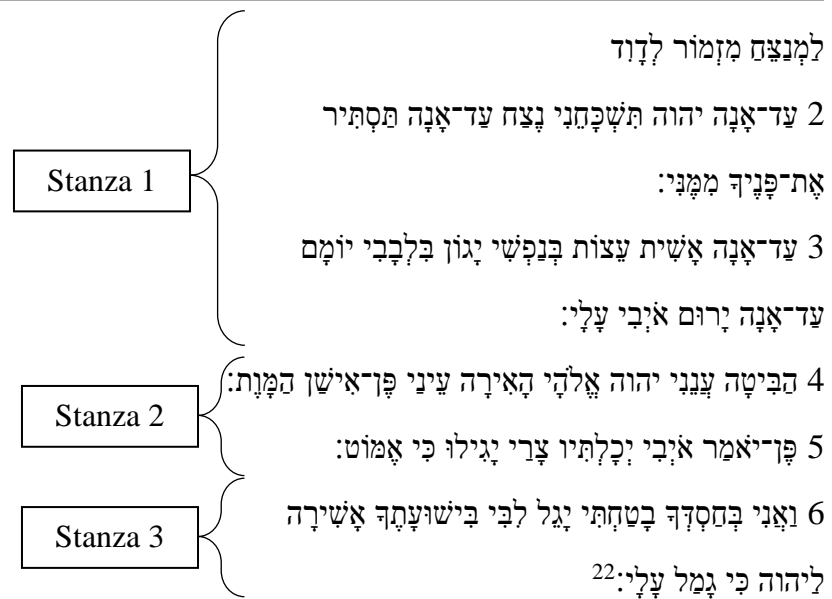 לַמְנַצֵּחַ מִזְמוֹר לְדָוִד
2 עַד־אָנָה יהוה תִּשְׁכָּחֵנִי נֶצַח עַד־אָנָה תַּסְתִּיר
אֶת־פָּנֶיךָ מִמֶּנִּי׃
Stanza 1
3 עַד־אָנָה אָשִׁית עֵצוֹת בְּנַפְשִׁי יָגוֹן בִּלְבָבִי יוֹמָם
עַד־אָנָה יָרוּם אֹיְבִי עָלָי׃
4 הַבִּיטָה עֲנֵנִי יהוה אֱלֹהָי הָאִירָה עֵינַי פֶּן־אִישַׁן הַמָּוֶת׃
Stanza 2
5 פֶּן־יֹאמַר אֹיְבִי יְכָלְתִּיו צָרַי יָגִילוּ כִּי אֶמּוֹט׃
6 וַאֲנִי בְּחַסְדְּךָ בָטַחְתִּי יָגֵל לִבִּי בִּישׁוּעָתֶךָ אָשִׁירָה
Stanza 3
לַיהוה כִּי גָמַל עָלָי׃22